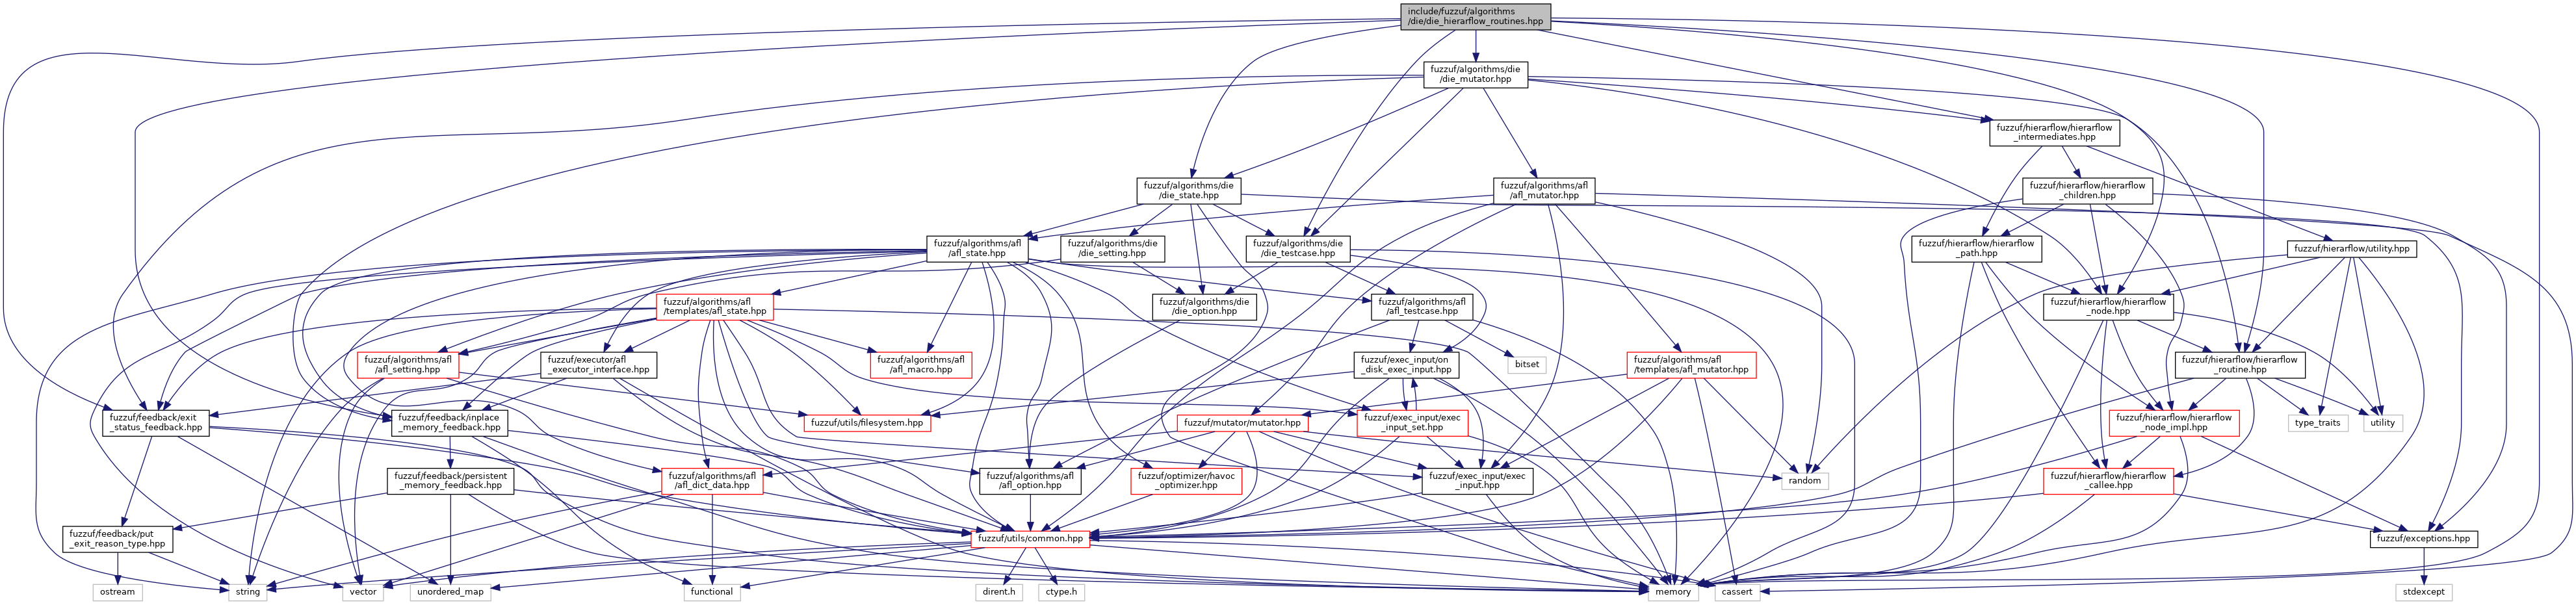 include/fuzzuf/algorithms
/die/die_hierarflow_routines.hpp
fuzzuf/algorithms/die
/die_mutator.hpp
fuzzuf/hierarflow/hierarflow
_intermediates.hpp
fuzzuf/algorithms/die
/die_state.hpp
fuzzuf/algorithms/afl
/afl_mutator.hpp
fuzzuf/hierarflow/hierarflow
_children.hpp
fuzzuf/algorithms/afl
/afl_state.hpp
fuzzuf/algorithms/die
/die_setting.hpp
fuzzuf/algorithms/die
/die_testcase.hpp
fuzzuf/hierarflow/hierarflow
_path.hpp
fuzzuf/hierarflow/utility.hpp
fuzzuf/algorithms/afl
/templates/afl_state.hpp
fuzzuf/algorithms/die
/die_option.hpp
fuzzuf/algorithms/afl
/afl_testcase.hpp
fuzzuf/hierarflow/hierarflow
_node.hpp
fuzzuf/algorithms/afl
/afl_setting.hpp
fuzzuf/executor/afl
_executor_interface.hpp
fuzzuf/algorithms/afl
/afl_macro.hpp
fuzzuf/exec_input/on
_disk_exec_input.hpp
bitset
fuzzuf/algorithms/afl
/templates/afl_mutator.hpp
fuzzuf/hierarflow/hierarflow
_routine.hpp
fuzzuf/feedback/exit
_status_feedback.hpp
fuzzuf/feedback/inplace
_memory_feedback.hpp
fuzzuf/utils/filesystem.hpp
fuzzuf/mutator/mutator.hpp
fuzzuf/exec_input/exec
_input_set.hpp
type_traits
utility
fuzzuf/hierarflow/hierarflow
_node_impl.hpp
fuzzuf/feedback/persistent
_memory_feedback.hpp
fuzzuf/algorithms/afl
/afl_dict_data.hpp
fuzzuf/algorithms/afl
/afl_option.hpp
fuzzuf/optimizer/havoc
_optimizer.hpp
fuzzuf/exec_input/exec
_input.hpp
random
fuzzuf/hierarflow/hierarflow
_callee.hpp
fuzzuf/feedback/put
_exit_reason_type.hpp
fuzzuf/utils/common.hpp
fuzzuf/exceptions.hpp
ostream
string
vector
unordered_map
functional
dirent.h
ctype.h
memory
cassert
stdexcept